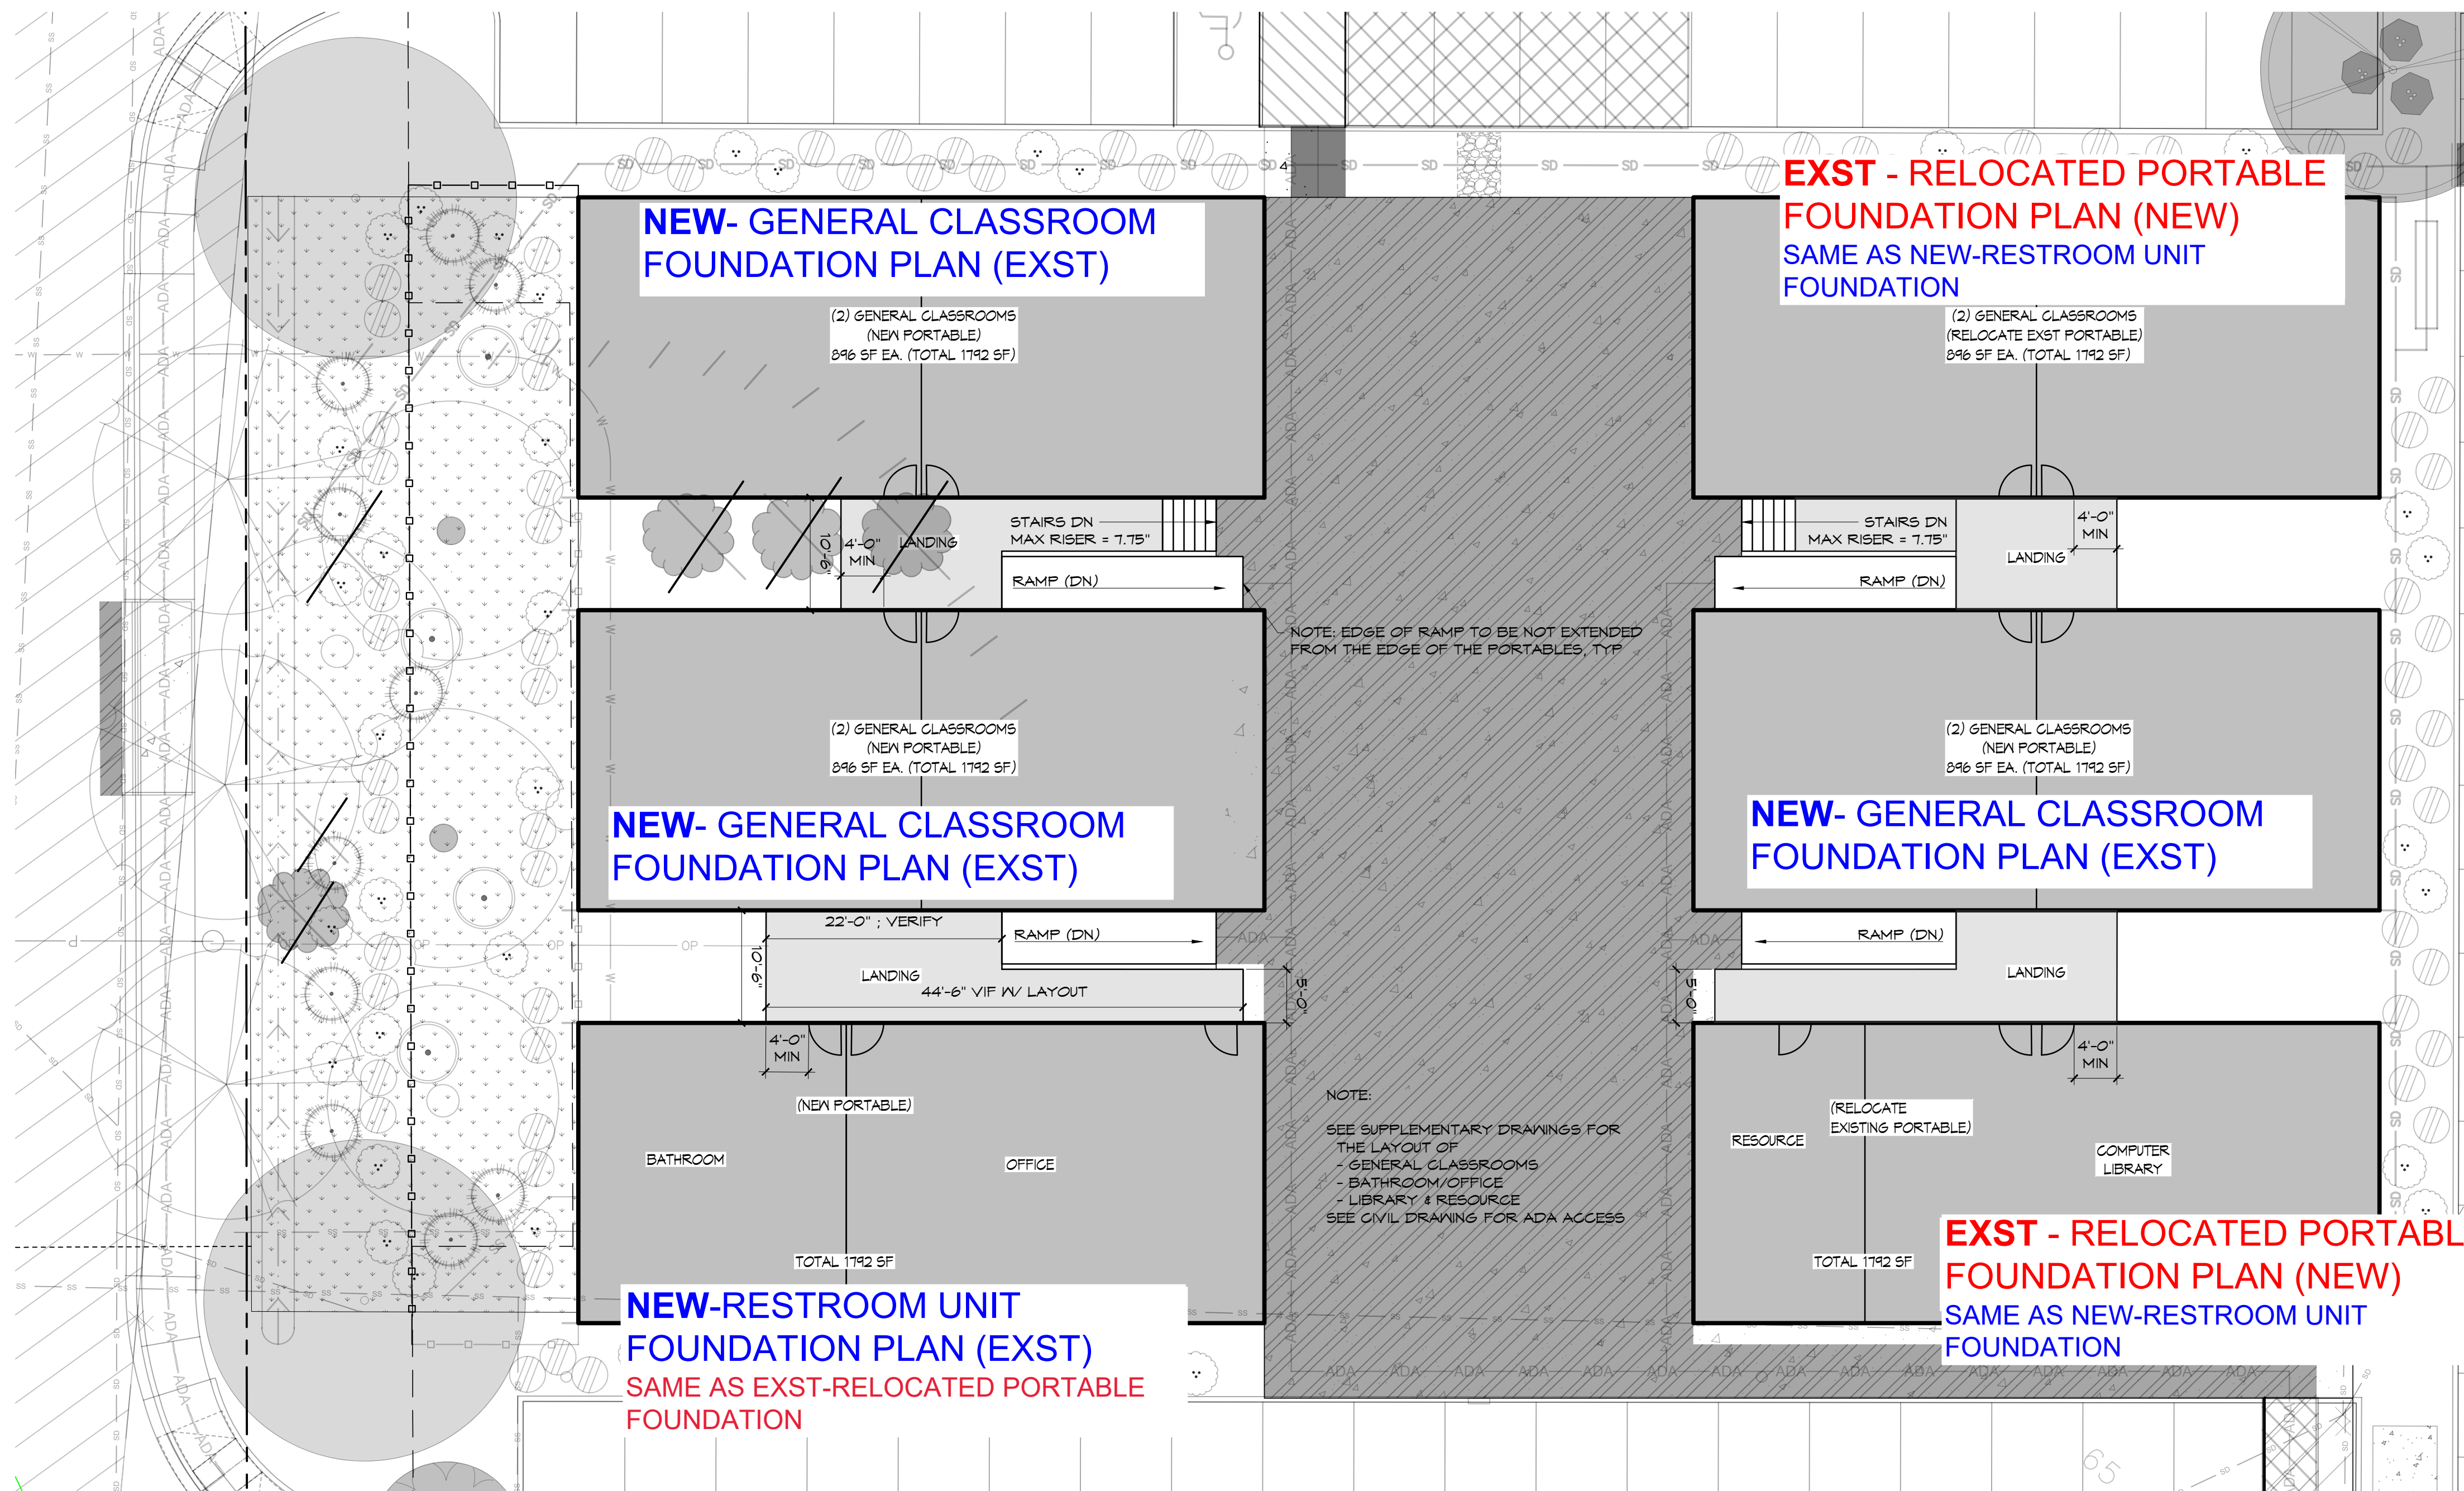 NEW- GENERAL CLASSROOM
FOUNDATION PLAN (EXST)
(2) GENERAL CLASSROOMS
(NEW PORTABLE)
896 SF EA. (TOTAL 1792 SF)
EXST - RELOCATED PORTABLE
FOUNDATION PLAN (NEW)
SAME AS NEW-RESTROOM UNIT
FOUNDATION
(2) GENERAL CLASSROOMS
(RELOCATE EXST PORTABLE)
896 SF EA. (TOTAL 1792 SF)
STAIRS DN
MAX RISER = 7.75"
10'-6"
4'-0"
MIN
LANDING
RAMP (DN)
STAIRS DN
MAX RISER = 7.75"
4'-0"
MIN
LANDING
RAMP (DN)
NOTE: EDGE OF RAMP TO BE NOT EXTENDED
FROM THE EDGE OF THE PORTABLES, TYP
(2) GENERAL CLASSROOMS
(NEW PORTABLE)
896 SF EA. (TOTAL 1792 SF)
NEW- GENERAL CLASSROOM
FOUNDATION PLAN (EXST)
(2) GENERAL CLASSROOMS
(NEW PORTABLE)
896 SF EA. (TOTAL 1792 SF)
NEW- GENERAL CLASSROOM
FOUNDATION PLAN (EXST)
22'-0" ; VERIFY
RAMP (DN)
10'-6"
LANDING
44'-6" VIF W/ LAYOUT
5'-0"
RAMP (DN)
LANDING
5'-0"
4'-0"
MIN
(NEW PORTABLE)
BATHROOM
OFFICE
TOTAL 1792 SF
NEW-RESTROOM UNIT
FOUNDATION PLAN (EXST)
SAME AS EXST-RELOCATED PORTABLE
FOUNDATION
NOTE:
SEE SUPPLEMENTARY DRAWINGS FOR
THE LAYOUT OF
- GENERAL CLASSROOMS
- BATHROOM/OFFICE
- LIBRARY & RESOURCE
SEE CIVIL DRAWING FOR ADA ACCESS
4'-0"
MIN
(RELOCATE
EXISTING PORTABLE)
RESOURCE
COMPUTER
LIBRARY
TOTAL 1792 SF
EXST - RELOCATED PORTABL
FOUNDATION PLAN (NEW)
SAME AS NEW-RESTROOM UNIT
FOUNDATION
65